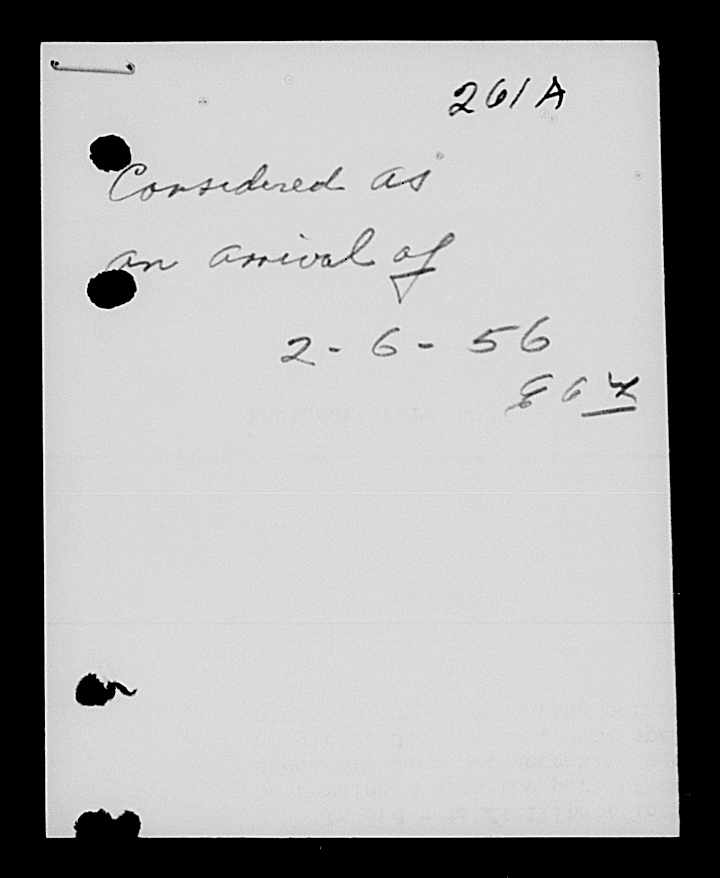 261A
Considered as
an arrival of
2-6-56